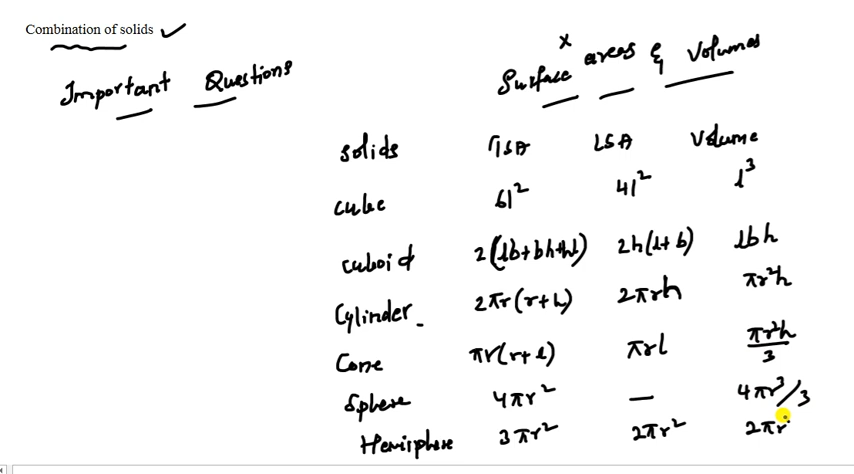 Combination of solids
Important Questions
x
Surface areas & Volumes
solids TSA LSA Volume
cube 6l² 4l² l³
cuboid 2(lb+bh+hl) 2h(l+b) lbh
Cylinder 2πr(r+h) 2πrh πr²h
Cone πr(r+l) πrl πr²h/3
Sphere 4πr² — 4πr³/3
Hemisphere 3πr² 2πr² 2πr